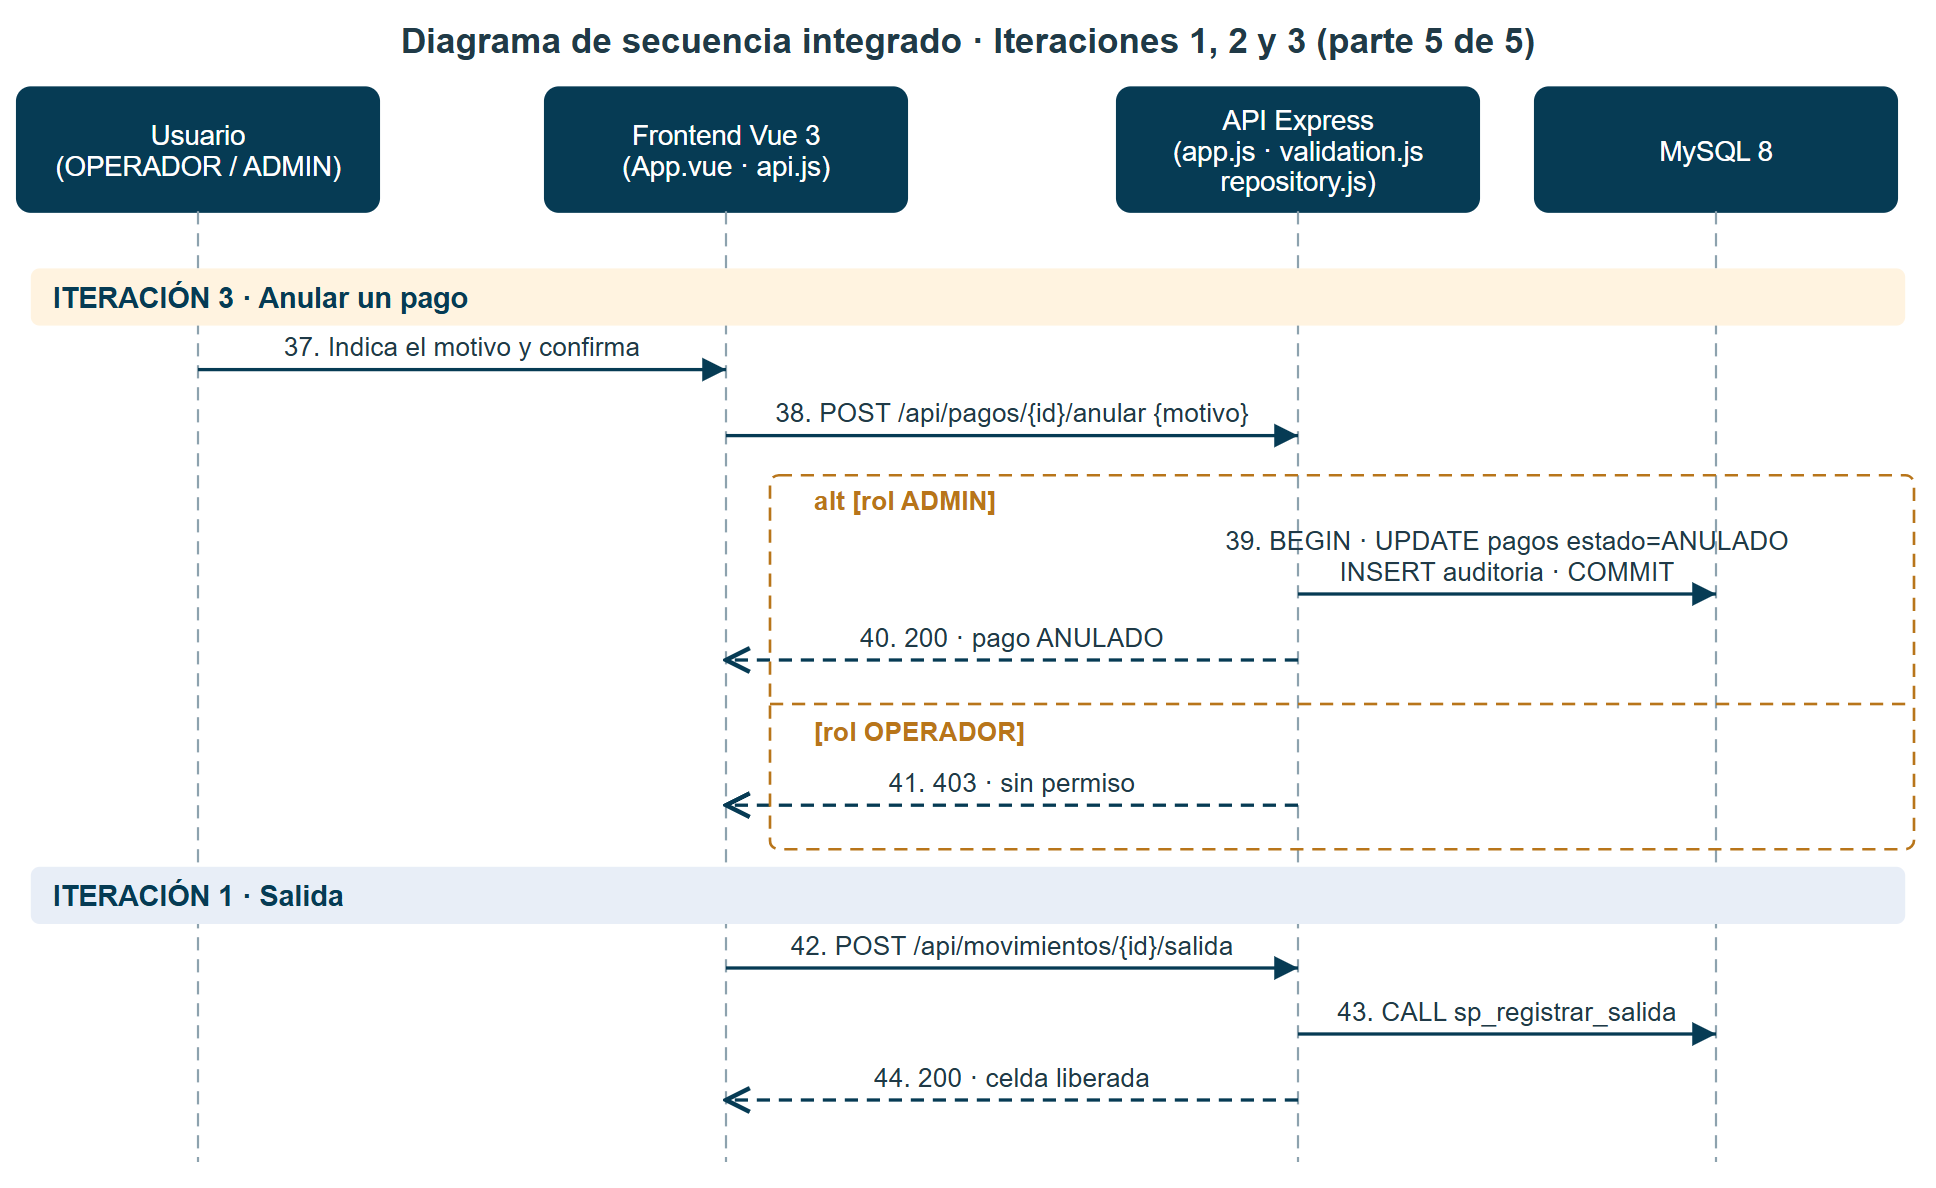 Diagrama de secuencia integrado · Iteraciones 1, 2 y 3 (parte 5 de 5)
Usuario
(OPERADOR / ADMIN)
Frontend Vue 3
(App.vue · api.js)
API Express
(app.js · validation.js
repository.js)
MySQL 8
ITERACIÓN 3 · Anular un pago
37. Indica el motivo y confirma
38. POST /api/pagos/{id}/anular {motivo}
alt [rol ADMIN]
39. BEGIN · UPDATE pagos estado=ANULADO
INSERT auditoria · COMMIT
40. 200 · pago ANULADO
[rol OPERADOR]
41. 403 · sin permiso
ITERACIÓN 1 · Salida
42. POST /api/movimientos/{id}/salida
43. CALL sp_registrar_salida
44. 200 · celda liberada